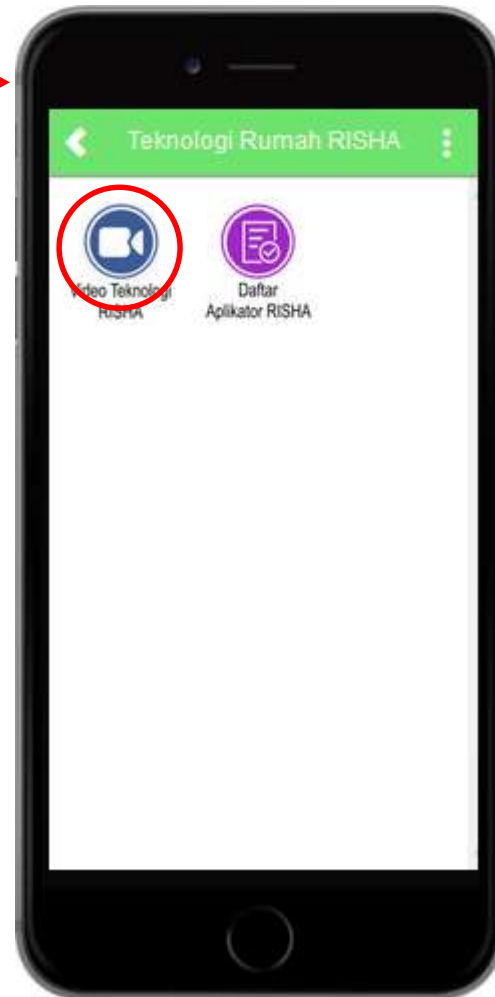 Teknologi Rumah RISHA
Video Teknologi
RISHA
Daftar
Aplikator RISHA